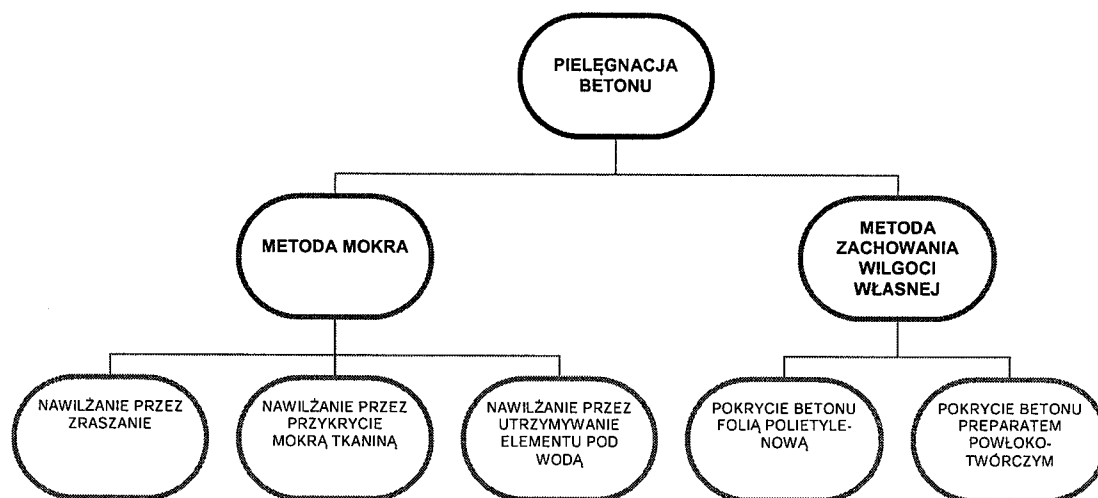 PIELĘGNACJA
BETONU
METODA MOKRA
METODA
ZACHOWANIA
WILGOCI
WŁASNEJ
NAWILŻANIE PRZEZ
ZRASZANIE
NAWILŻANIE PRZEZ
PRZYKRYCIE
MOKRĄ TKANINĄ
NAWILŻANIE PRZEZ
UTRZYMYWANIE
ELEMENTU POD
WODĄ
POKRYCIE BETONU
FOLIĄ POLIETYLE-
NOWĄ
POKRYCIE BETONU
PREPARATEM
POWŁOKO-
TWÓRCZYM